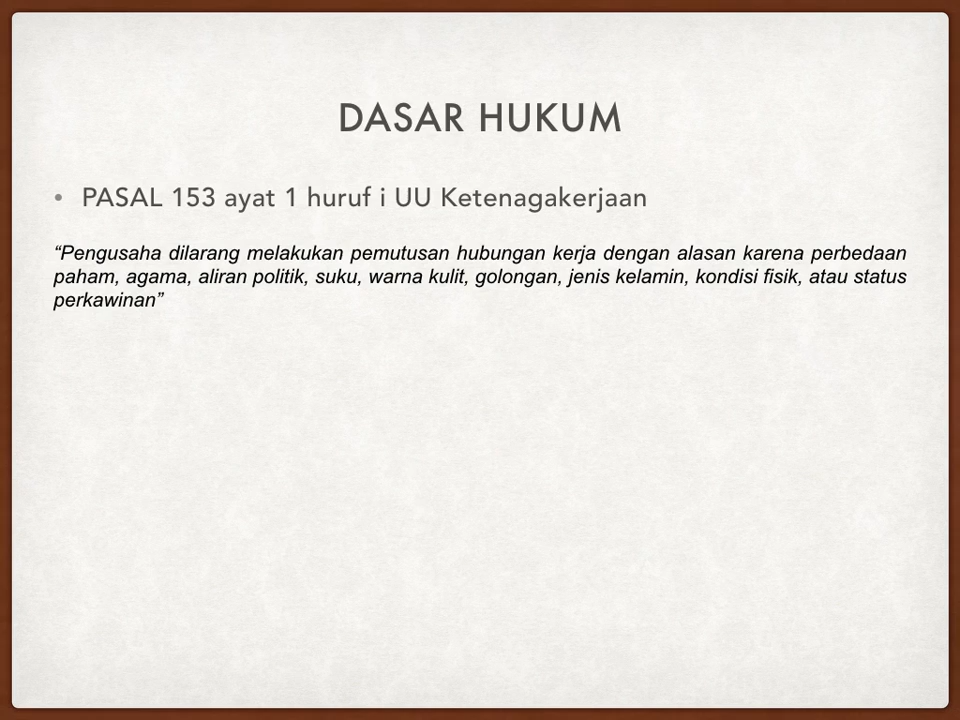 DASAR HUKUM
• PASAL 153 ayat 1 huruf i UU Ketenagakerjaan
“Pengusaha dilarang melakukan pemutusan hubungan kerja dengan alasan karena perbedaan
paham, agama, aliran politik, suku, warna kulit, golongan, jenis kelamin, kondisi fisik, atau status
perkawinan”